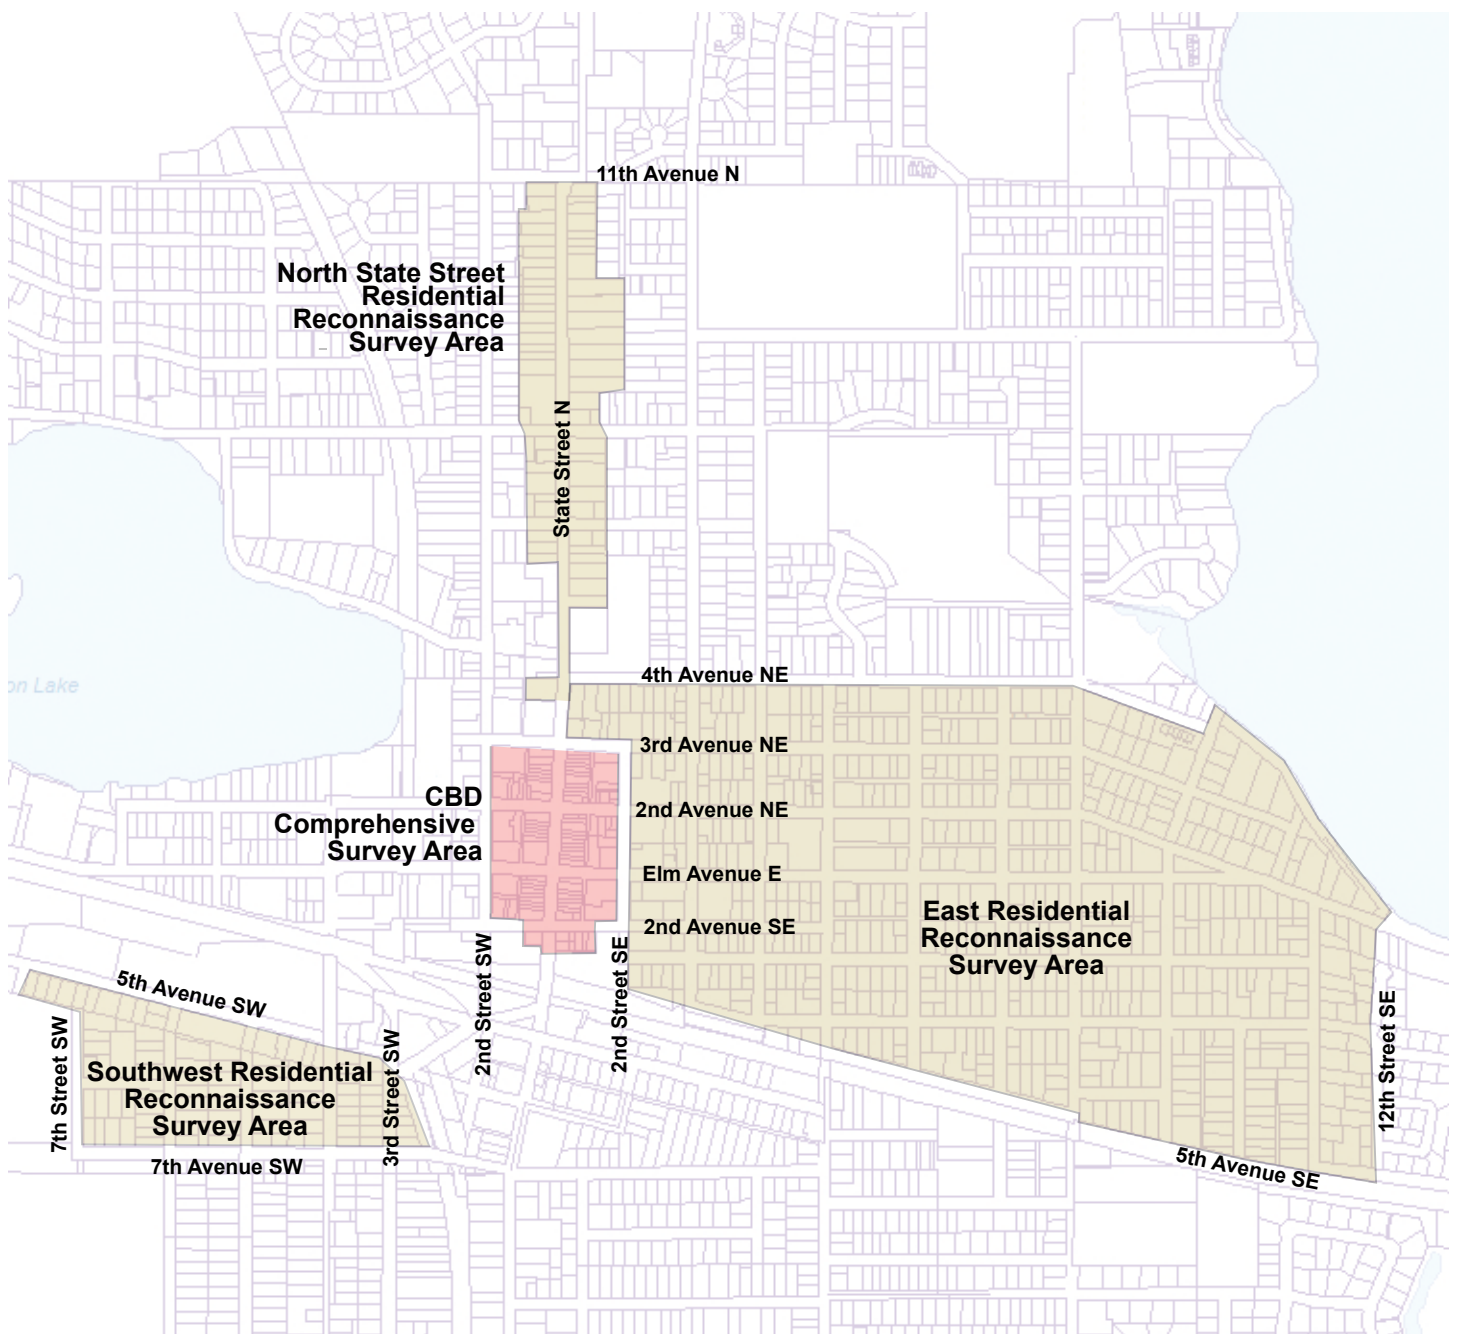 11th Avenue N
North State Street
Residential
Reconnaissance
Survey Area
State Street N
on Lake
4th Avenue NE
3rd Avenue NE
CBD
Comprehensive
Survey Area
2nd Avenue NE
Elm Avenue E
2nd Avenue SE
East Residential
Reconnaissance
Survey Area
2nd Street SW
2nd Street SE
5th Avenue SW
7th Street SW
Southwest Residential
Reconnaissance
Survey Area
3rd Street SW
7th Avenue SW
12th Street SE
5th Avenue SE